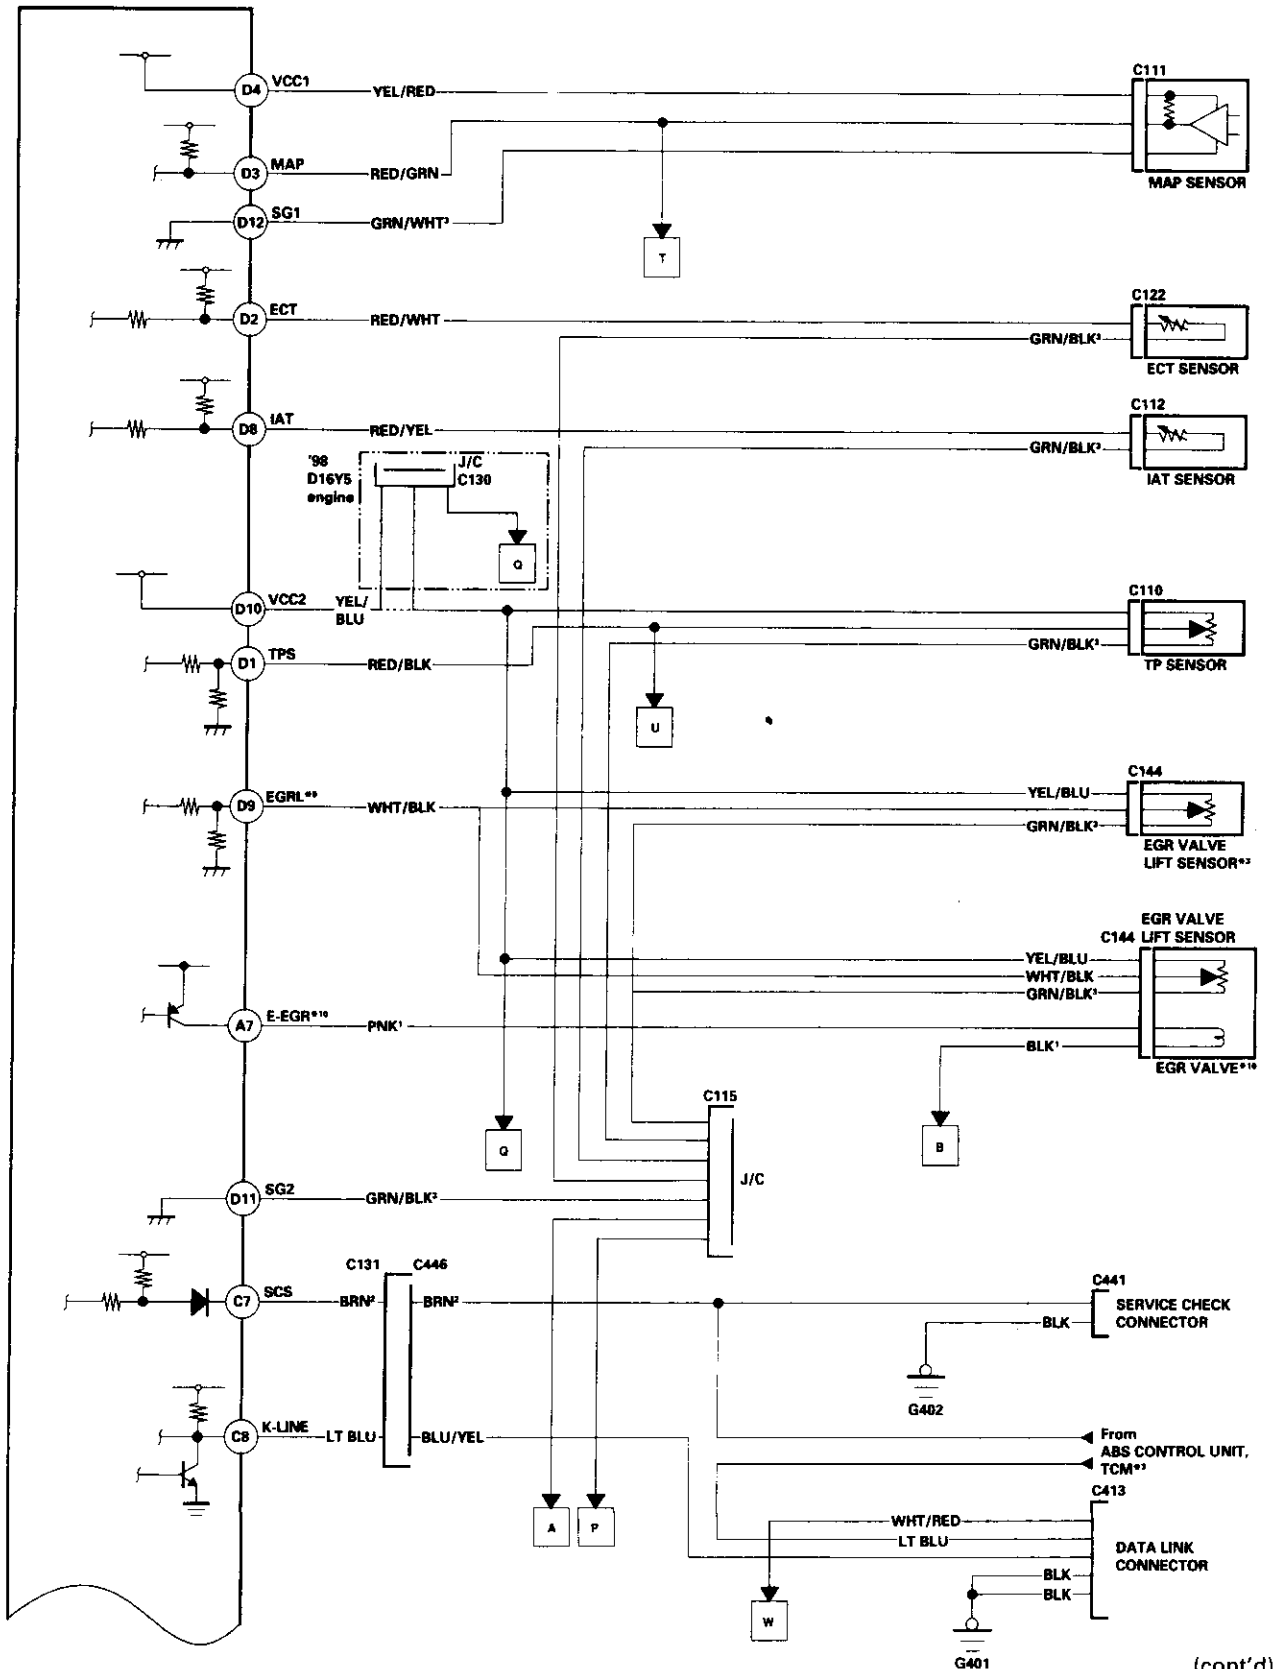 C111
D4 VCC1 YEL/RED
MAP SENSOR
D3 MAP RED/GRN
D12 SG1 GRN/WHT³
T
C122
D2 ECT RED/WHT
GRN/BLK³
ECT SENSOR
C112
D8 IAT RED/YEL
GRN/BLK³
IAT SENSOR
'98
D16Y5
engine
J/C
C130
Q
C110
D10 VCC2 YEL/
BLU
GRN/BLK³
TP SENSOR
D1 TPS RED/BLK
U
C144
YEL/BLU
D9 EGRL*⁹ WHT/BLK
GRN/BLK³
EGR VALVE
LIFT SENSOR*³
EGR VALVE
C144 LIFT SENSOR
YEL/BLU
WHT/BLK
GRN/BLK³
A7 E-EGR*¹⁰ PNK¹
BLK¹
EGR VALVE*¹⁰
C115
Q
B
J/C
D11 SG2 GRN/BLK²
C131 C446
C441
C7 SCS BRN² BRN²
SERVICE CHECK
CONNECTOR
BLK
G402
C8 K-LINE LT BLU BLU/YEL
From
ABS CONTROL UNIT,
TCM*³
C413
A P
WHT/RED
LT BLU
DATA LINK
CONNECTOR
BLK
BLK
W
G401
(cont'd)